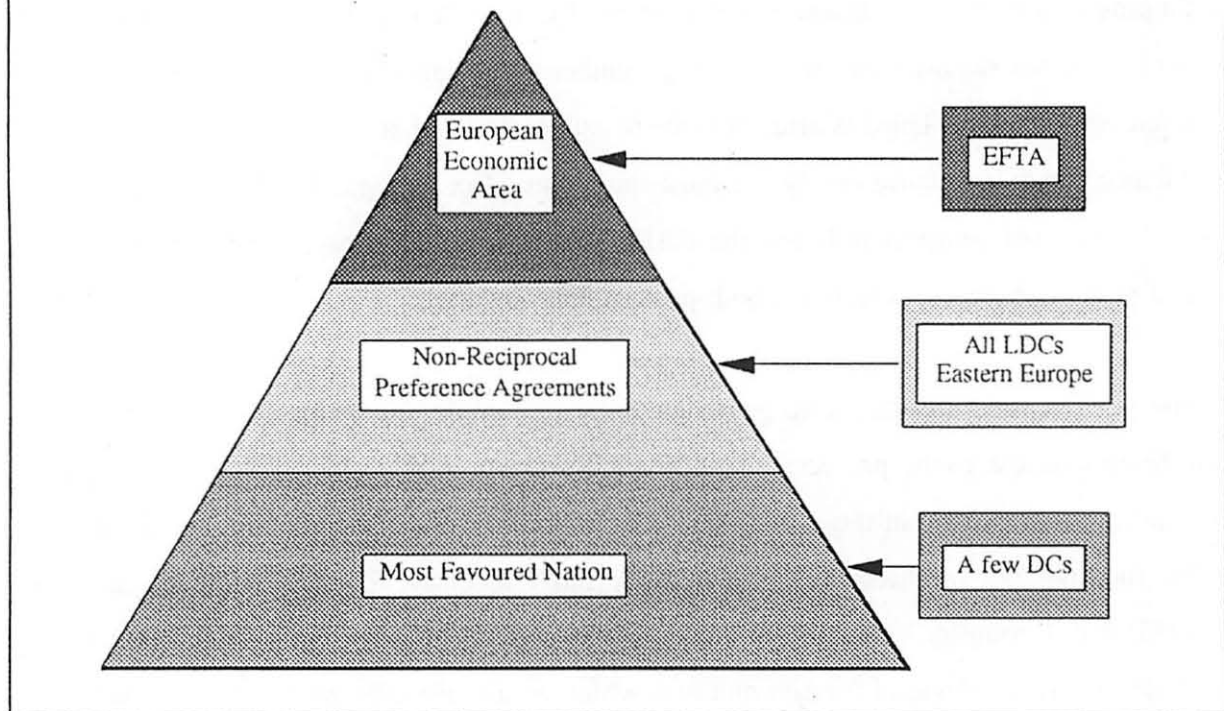 European
Economic
Area
EFTA
Non-Reciprocal
Preference Agreements
All LDCs
Eastern Europe
Most Favoured Nation
A few DCs